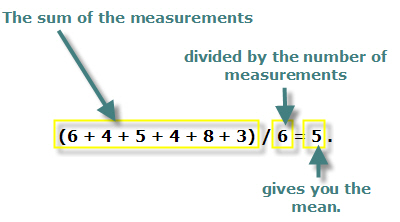 The sum of the measurements
divided by the number of
measurements
(6 + 4 + 5 + 4 + 8 + 3) / 6 = 5 .
gives you the
mean.